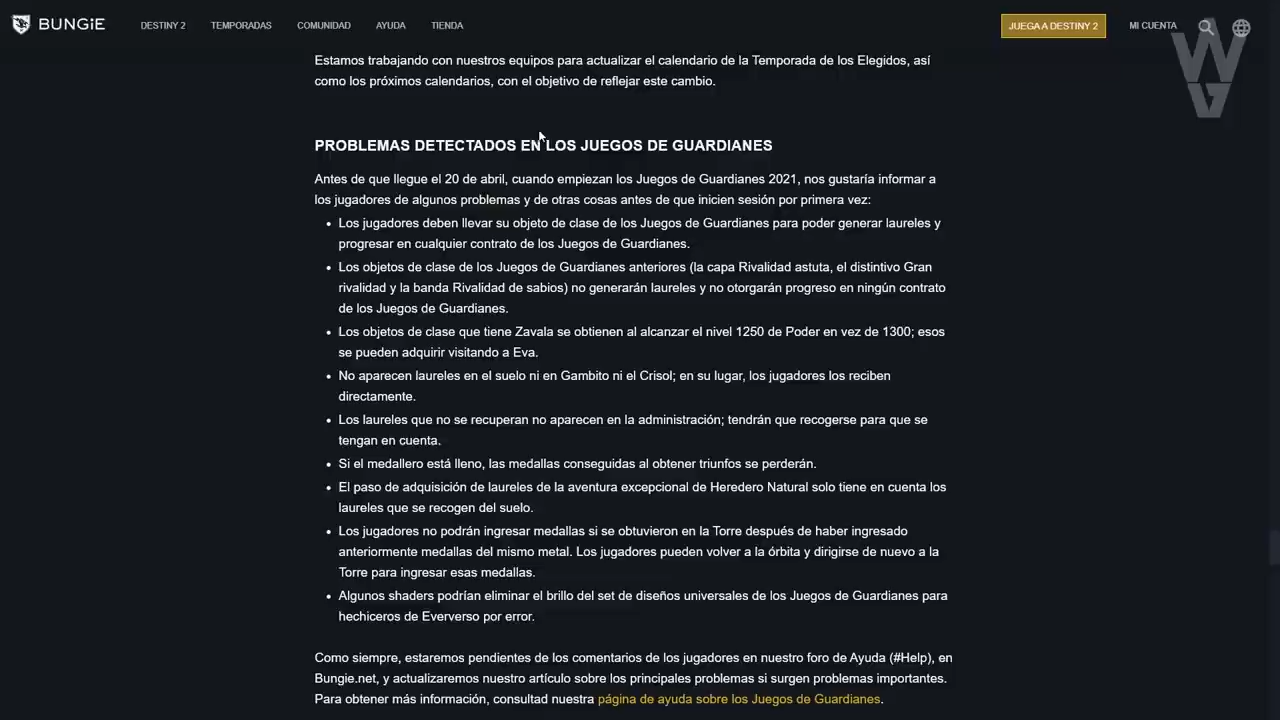 BUNGiE
DESTINY 2 TEMPORADAS COMUNIDAD AYUDA TIENDA JUEGA A DESTINY 2 MI CUENTA
WG
Estamos trabajando con nuestros equipos para actualizar el calendario de la Temporada de los Elegidos, así
como los próximos calendarios, con el objetivo de reflejar este cambio.
PROBLEMAS DETECTADOS EN LOS JUEGOS DE GUARDIANES
Antes de que llegue el 20 de abril, cuando empiezan los Juegos de Guardianes 2021, nos gustaría informar a
los jugadores de algunos problemas y de otras cosas antes de que inicien sesión por primera vez:
• Los jugadores deben llevar su objeto de clase de los Juegos de Guardianes para poder generar laureles y
progresar en cualquier contrato de los Juegos de Guardianes.
• Los objetos de clase de los Juegos de Guardianes anteriores (la capa Rivalidad astuta, el distintivo Gran
rivalidad y la banda Rivalidad de sabios) no generarán laureles y no otorgarán progreso en ningún contrato
de los Juegos de Guardianes.
• Los objetos de clase que tiene Zavala se obtienen al alcanzar el nivel 1250 de Poder en vez de 1300; esos
se pueden adquirir visitando a Eva.
• No aparecen laureles en el suelo ni en Gambito ni el Crisol; en su lugar, los jugadores los reciben
directamente.
• Los laureles que no se recuperan no aparecen en la administración; tendrán que recogerse para que se
tengan en cuenta.
• Si el medallero está lleno, las medallas conseguidas al obtener triunfos se perderán.
• El paso de adquisición de laureles de la aventura excepcional de Heredero Natural solo tiene en cuenta los
laureles que se recogen del suelo.
• Los jugadores no podrán ingresar medallas si se obtuvieron en la Torre después de haber ingresado
anteriormente medallas del mismo metal. Los jugadores pueden volver a la órbita y dirigirse de nuevo a la
Torre para ingresar esas medallas.
• Algunos shaders podrían eliminar el brillo del set de diseños universales de los Juegos de Guardianes para
hechiceros de Eververso por error.
Como siempre, estaremos pendientes de los comentarios de los jugadores en nuestro foro de Ayuda (#Help), en
Bungie.net, y actualizaremos nuestro artículo sobre los principales problemas si surgen problemas importantes.
Para obtener más información, consultad nuestra página de ayuda sobre los Juegos de Guardianes.